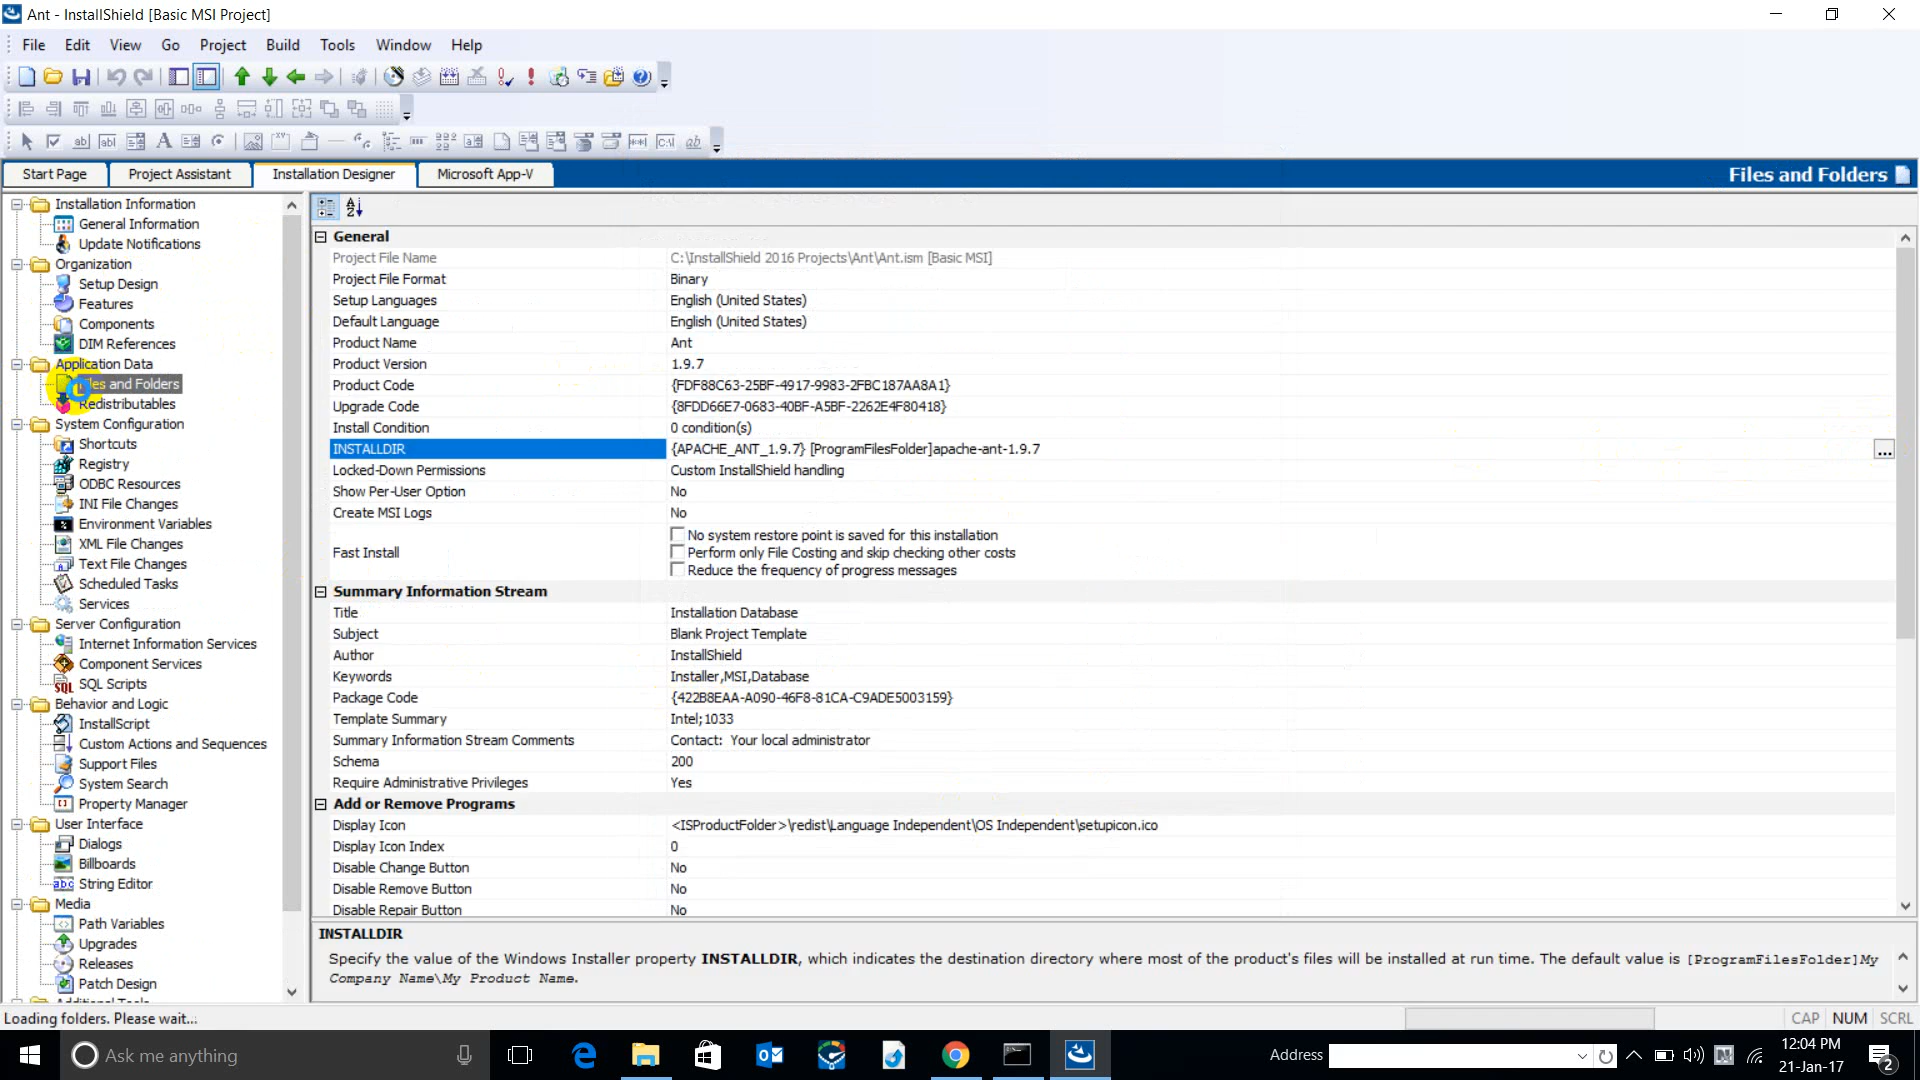 Ant - InstallShield [Basic MSI Project]
File Edit View Go Project Build Tools Window Help
Start Page Project Assistant Installation Designer Microsoft App-V Files and Folders
Installation Information
General Information
Update Notifications
Organization
Setup Design
Features
Components
DIM References
Application Data
Files and Folders
Redistributables
System Configuration
Shortcuts
Registry
ODBC Resources
INI File Changes
Environment Variables
XML File Changes
Text File Changes
Scheduled Tasks
Services
Server Configuration
Internet Information Services
Component Services
SQL Scripts
Behavior and Logic
InstallScript
Custom Actions and Sequences
Support Files
System Search
Property Manager
User Interface
Dialogs
Billboards
String Editor
Media
Path Variables
Upgrades
Releases
Patch Design
General
Project File Name C:\InstallShield 2016 Projects\Ant\Ant.ism [Basic MSI]
Project File Format Binary
Setup Languages English (United States)
Default Language English (United States)
Product Name Ant
Product Version 1.9.7
Product Code {FDF88C63-25BF-4917-9983-2FBC187AA8A1}
Upgrade Code {8FDD66E7-0683-40BF-A5BF-2262E4F80418}
Install Condition 0 condition(s)
INSTALLDIR {APACHE_ANT_1.9.7} [ProgramFilesFolder]apache-ant-1.9.7 ...
Locked-Down Permissions Custom InstallShield handling
Show Per-User Option No
Create MSI Logs No
No system restore point is saved for this installation
Fast Install Perform only File Costing and skip checking other costs
Reduce the frequency of progress messages
Summary Information Stream
Title Installation Database
Subject Blank Project Template
Author InstallShield
Keywords Installer,MSI,Database
Package Code {422B8EAA-A090-46F8-81CA-C9ADE5003159}
Template Summary Intel;1033
Summary Information Stream Comments Contact: Your local administrator
Schema 200
Require Administrative Privileges Yes
Add or Remove Programs
Display Icon <ISProductFolder>\redist\Language Independent\OS Independent\setupicon.ico
Display Icon Index 0
Disable Change Button No
Disable Remove Button No
Disable Repair Button No
INSTALLDIR
Specify the value of the Windows Installer property INSTALLDIR, which indicates the destination directory where most of the product's files will be installed at run time. The default value is [ProgramFilesFolder]My
Company Name\My Product Name.
Loading folders. Please wait... CAP NUM SCRL
Ask me anything
Address
12:04 PM
21-Jan-17
2